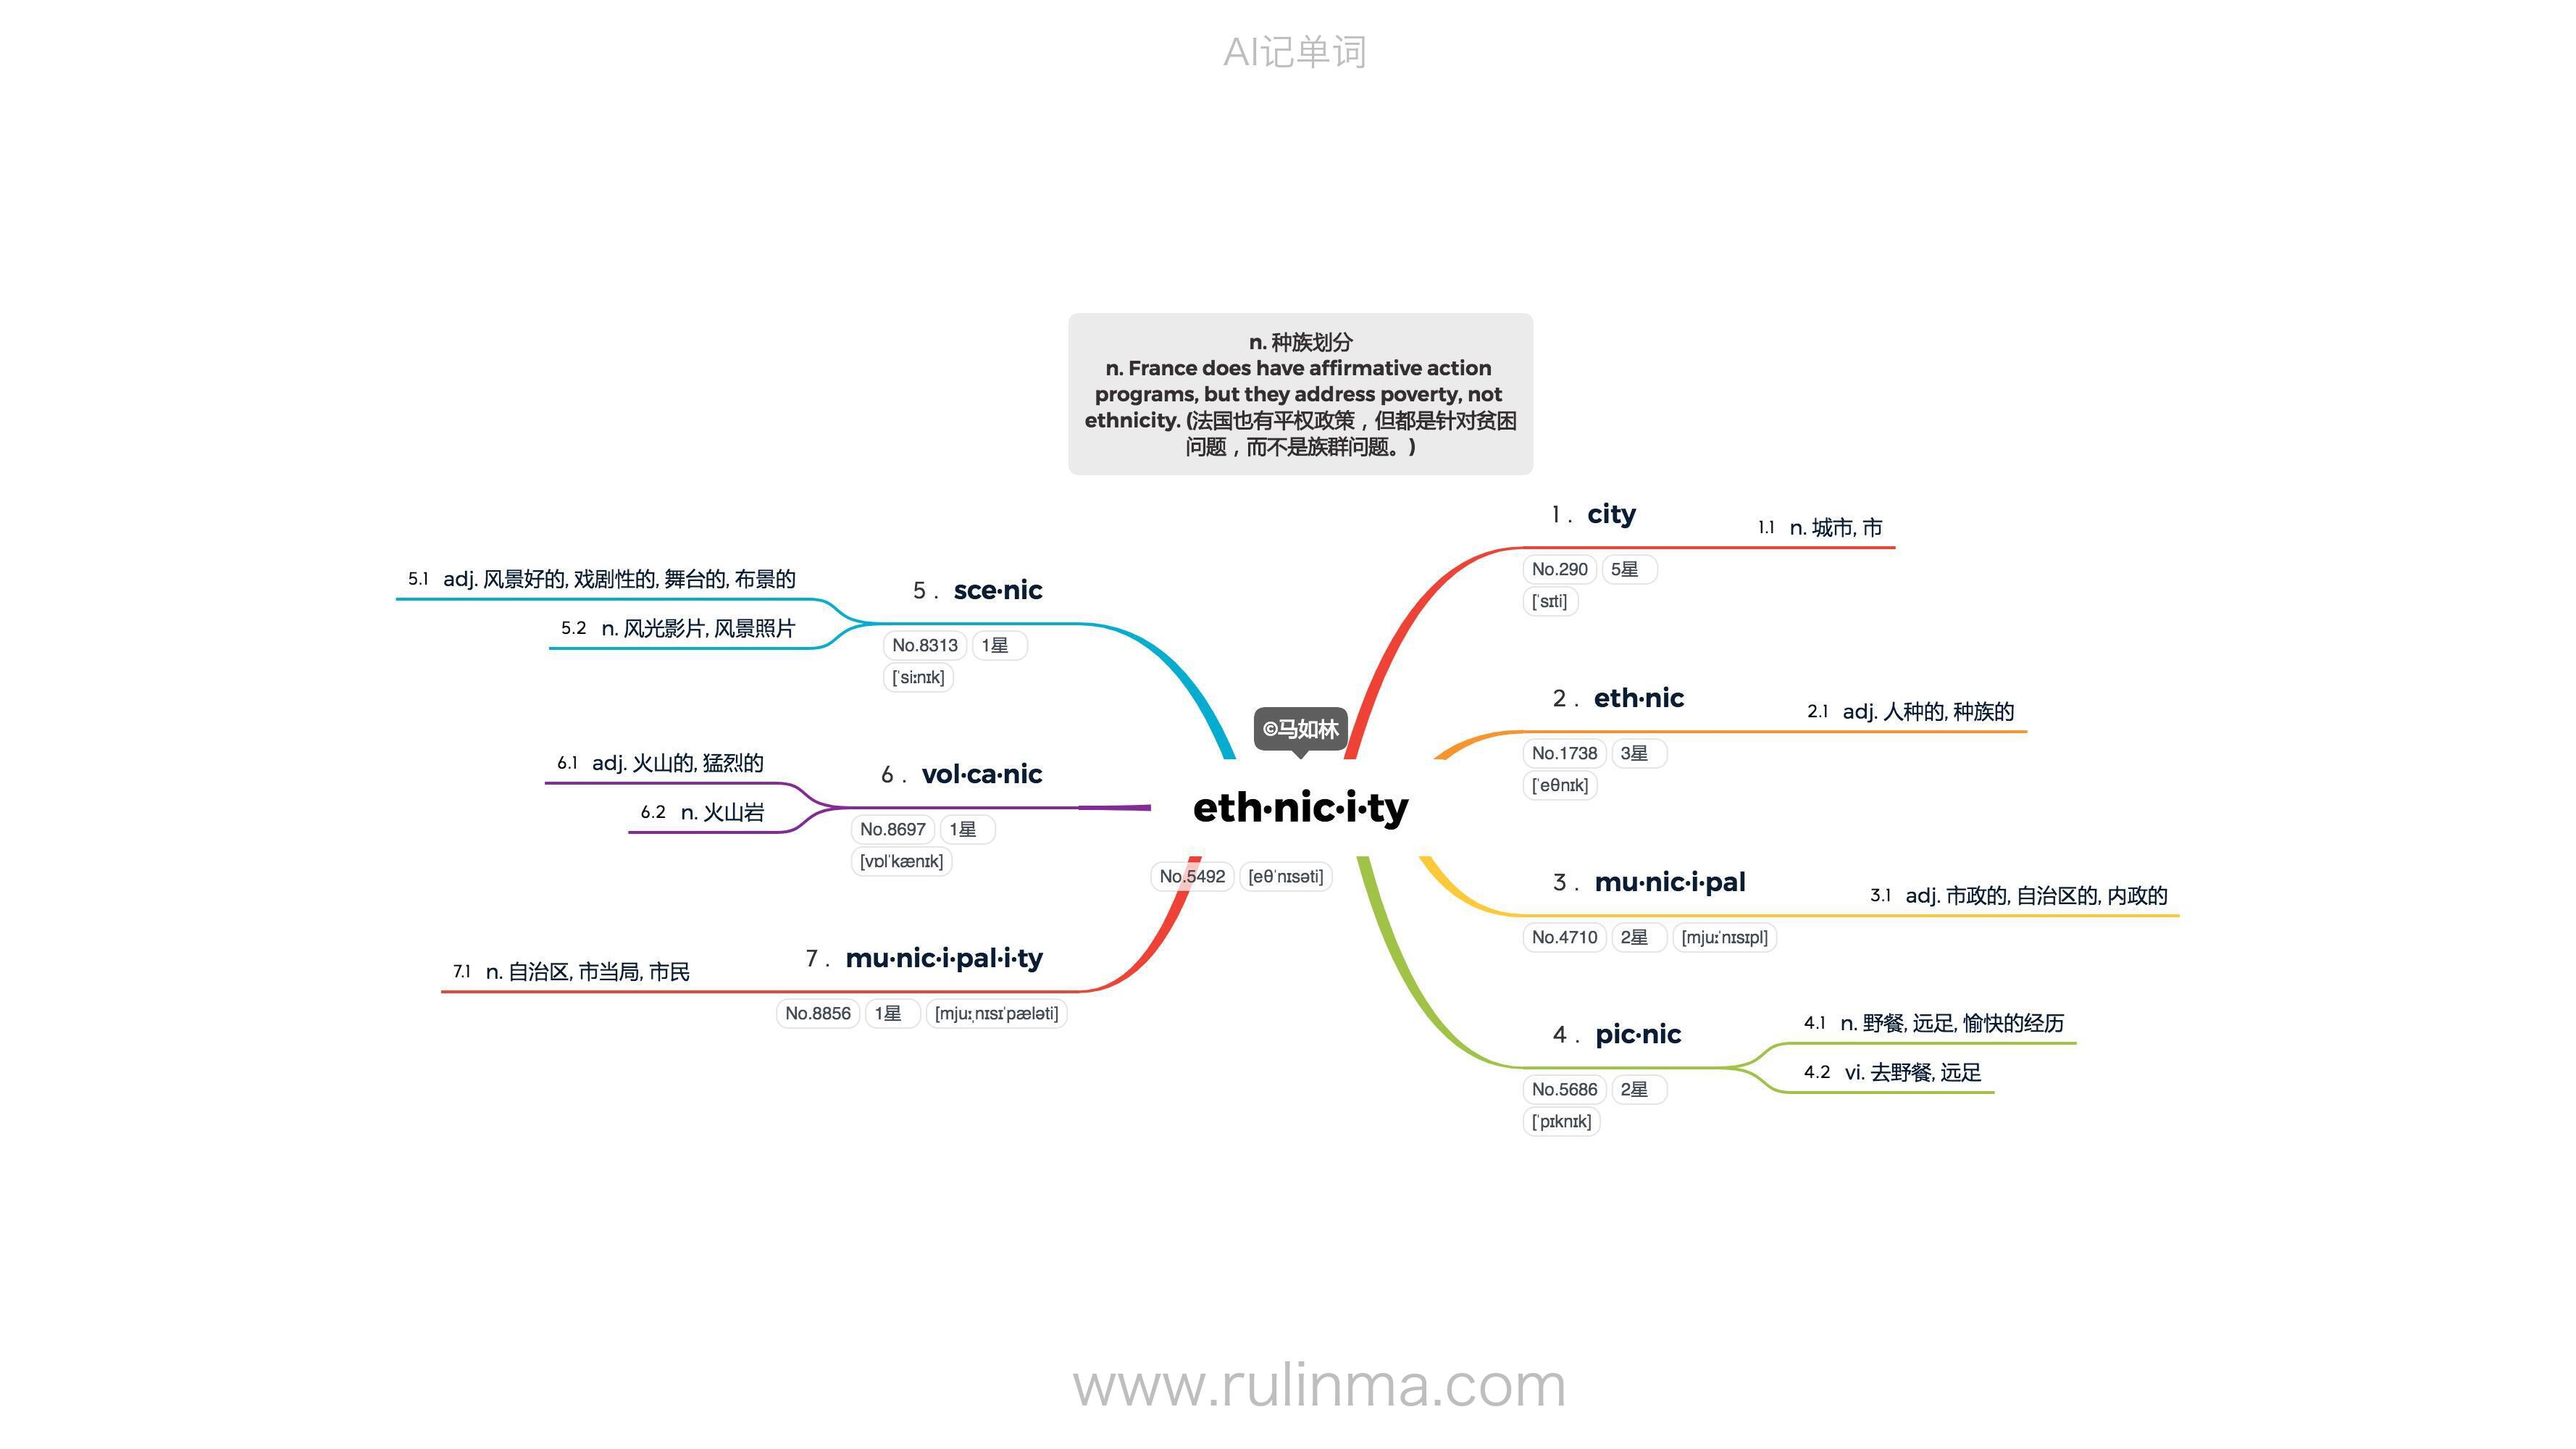 AI记单词
n. 种族划分
n. France does have affirmative action
programs, but they address poverty, not
ethnicity. (法国也有平权政策，但都是针对贫困
问题，而不是族群问题。)
©马如林
eth·nic·i·ty
No.5492 [eθˈnɪsəti]
1 . city
No.290 5星
[ˈsɪti]
1.1 n. 城市, 市
2 . eth·nic
No.1738 3星
[ˈeθnɪk]
2.1 adj. 人种的, 种族的
3 . mu·nic·i·pal
No.4710 2星 [mjuːˈnɪsɪpl]
3.1 adj. 市政的, 自治区的, 内政的
4 . pic·nic
No.5686 2星
[ˈpɪknɪk]
4.1 n. 野餐, 远足, 愉快的经历
4.2 vi. 去野餐, 远足
5 . sce·nic
No.8313 1星
[ˈsiːnɪk]
5.1 adj. 风景好的, 戏剧性的, 舞台的, 布景的
5.2 n. 风光影片, 风景照片
6 . vol·ca·nic
No.8697 1星
[vɒlˈkænɪk]
6.1 adj. 火山的, 猛烈的
6.2 n. 火山岩
7 . mu·nic·i·pal·i·ty
No.8856 1星 [mjuːˌnɪsɪˈpæləti]
7.1 n. 自治区, 市当局, 市民
www.rulinma.com